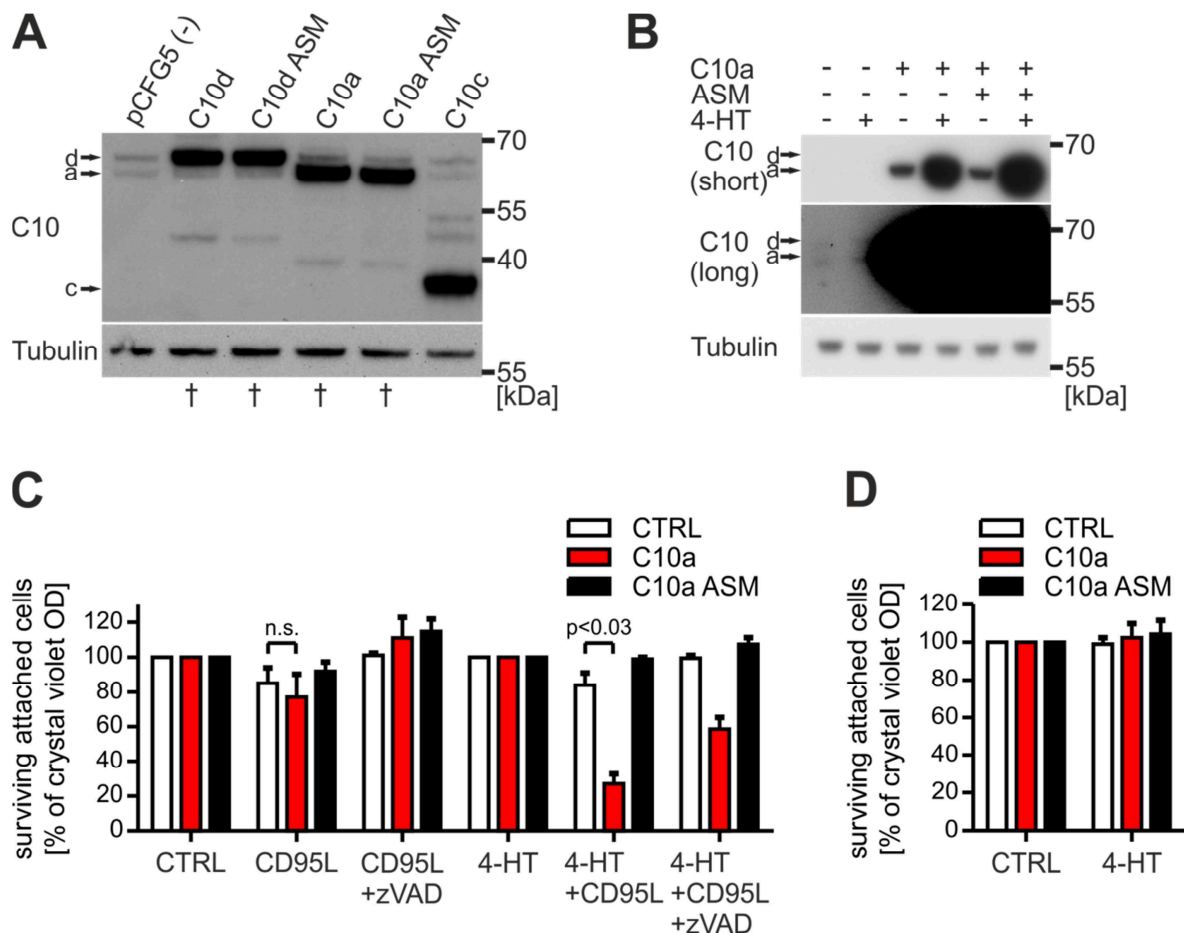 A
pCFG5 (-)
C10d
C10d ASM
C10a
C10a ASM
C10c
d
a
C10
c
70
55
40
Tubulin
55
† † † †
[kDa]
B
C10a - - + + + +
ASM - - - - + +
4-HT - + - + - +
C10
(short)
d
a
70
C10
(long)
d
a
70
55
Tubulin
55
[kDa]
C
CTRL
C10a
C10a ASM
surviving attached cells
[% of crystal violet OD]
120
100
80
60
40
20
0
n.s.
p<0.03
CTRL
CD95L
CD95L
+zVAD
4-HT
4-HT
+CD95L
4-HT
+CD95L
+zVAD
D
CTRL
C10a
C10a ASM
surviving attached cells
[% of crystal violet OD]
120
100
80
60
40
20
0
CTRL
4-HT